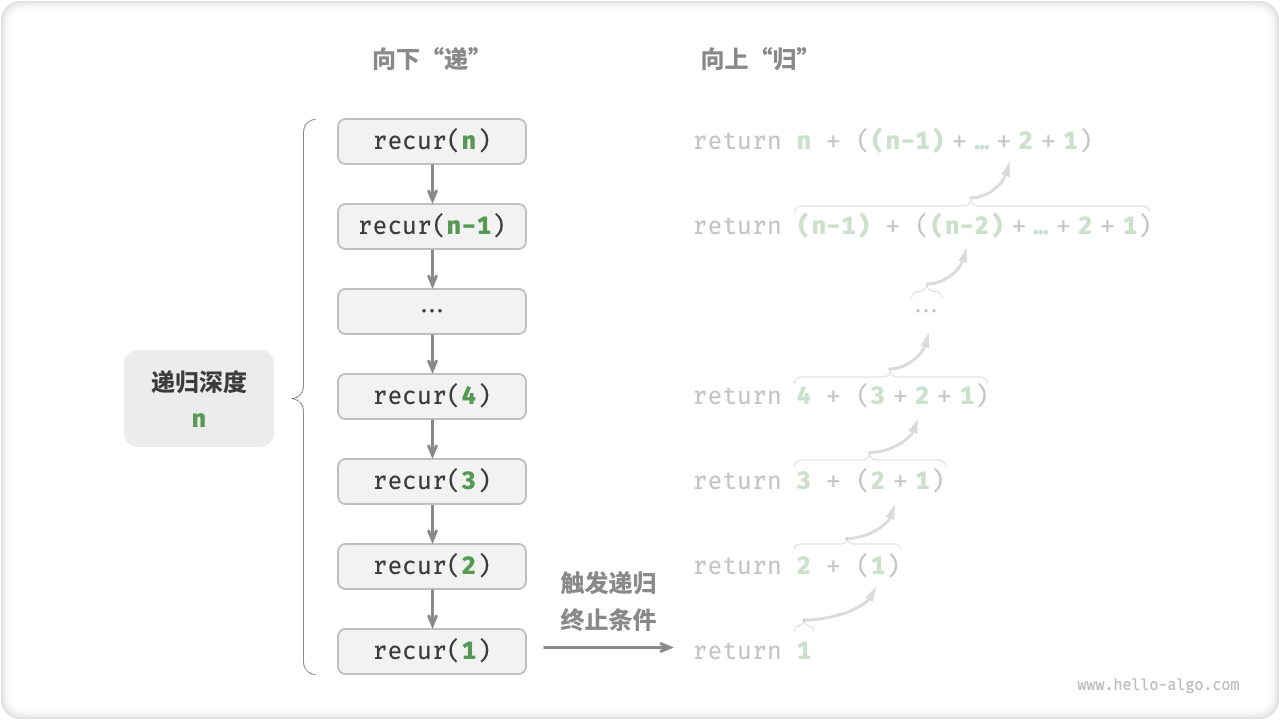 向下“递”
向上“归”
recur(n)
return n + ((n-1) + … + 2 + 1)
recur(n-1)
return (n-1) + ((n-2) + … + 2 + 1)
…
…
递归深度
n
recur(4)
return 4 + (3 + 2 + 1)
recur(3)
return 3 + (2 + 1)
recur(2)
return 2 + (1)
触发递归
终止条件
recur(1)
return 1
www.hello-algo.com